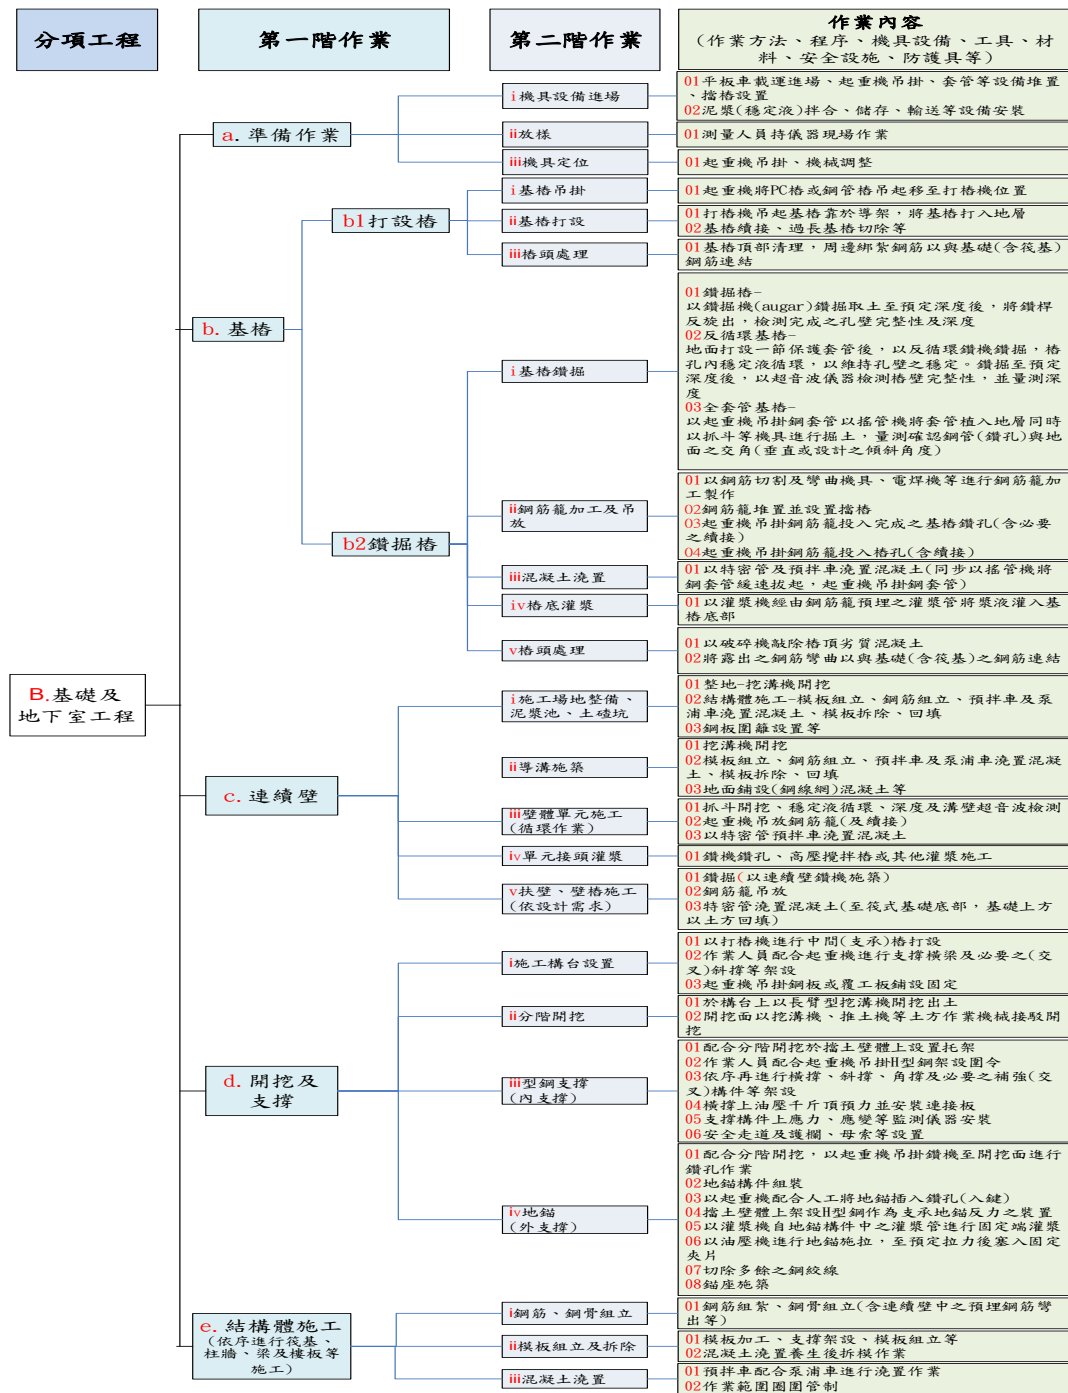 分項工程
第一階作業
第二階作業
作業內容
(作業方法、程序、機具設備、工具、材
料、安全設施、防護具等)
B.基礎及
地下室工程
a. 準備作業
i機具設備進場
01平板車載運進場、起重機吊掛、套管等設備堆置
、擋樁設置
02泥漿(穩定液)拌合、儲存、輸送等設備安裝
ii放樣
01測量人員持儀器現場作業
iii機具定位
01起重機吊掛、機械調整
b. 基樁
b1打設樁
i基樁吊掛
01起重機將PC樁或鋼管樁吊起移至打樁機位置
ii基樁打設
01打樁機吊起基樁靠於導架，將基樁打入地層
02基樁續接、過長基樁切除等
iii樁頭處理
01基樁頂部清理，周邊綁紮鋼筋以與基礎(含筏基)
鋼筋連結
b2鑽掘樁
i基樁鑽掘
01鑽掘樁-
以鑽掘機(augar)鑽掘取土至預定深度後，將鑽桿
反旋出，檢測完成之孔壁完整性及深度
02反循環基樁-
地面打設一節保護套管後，以反循環鑽機鑽掘，樁
孔內穩定液循環，以維持孔壁之穩定。鑽掘至預定
深度後，以超音波儀器檢測樁壁完整性，並量測深
度
03全套管基樁-
以起重機吊掛鋼套管以搖管機將套管植入地層同時
以抓斗等機具進行掘土，量測確認鋼管(鑽孔)與地
面之交角(垂直或設計之傾斜角度)
ii鋼筋籠加工及吊
放
01以鋼筋切割及彎曲機具、電焊機等進行鋼筋籠加
工製作
02鋼筋籠堆置並設置擋樁
03起重機吊掛鋼筋籠投入完成之基樁鑽孔(含必要
之續接)
04起重機吊掛鋼筋籠投入樁孔(含續接)
iii混凝土澆置
01以特密管及預拌車澆置混凝土(同步以搖管機將
鋼套管緩速拔起，起重機吊掛鋼套管)
iv樁底灌漿
01以灌漿機經由鋼筋籠預埋之灌漿管將漿液灌入基
樁底部
v樁頭處理
01以破碎機敲除樁頂劣質混凝土
02將露出之鋼筋彎曲以與基礎(含筏基)之鋼筋連結
c. 連續壁
i施工場地整備、
泥漿池、土碴坑
01整地-挖溝機開挖
02結構體施工-模板組立、鋼筋組立、預拌車及泵
浦車澆置混凝土、模板拆除、回填
03鋼板圍籬設置等
ii導溝施築
01挖溝機開挖
02模板組立、鋼筋組立、預拌車及泵浦車澆置混凝
土、模板拆除、回填
03地面鋪設(鋼線網)混凝土等
iii壁體單元施工
(循環作業)
01抓斗開挖、穩定液循環、深度及溝壁超音波檢測
02起重機吊放鋼筋籠(及續接)
03以特密管預拌車澆置混凝土
iv單元接頭灌漿
01鑽機鑽孔、高壓攪拌樁或其他灌漿施工
v扶壁、壁樁施工
(依設計需求)
01鑽掘(以連續壁鑽機施築)
02鋼筋籠吊放
03特密管澆置混凝土(至筏式基礎底部，基礎上方
以土方回填)
d. 開挖及
支撐
i施工構台設置
01以打樁機進行中間(支承)樁打設
02作業人員配合起重機進行支撐橫梁及必要之(交
叉)斜撐等架設
03起重機吊掛鋼板或覆工板鋪設固定
ii分階開挖
01於構台上以長臂型挖溝機開挖出土
02開挖面以挖溝機、推土機等土方作業機械接駁開
挖
iii型鋼支撐
(內支撐)
01配合分階開挖於擋土壁體上設置托架
02作業人員配合起重機吊掛H型鋼架設圍令
03依序再進行橫撐、斜撐、角撐及必要之補強(交
叉)構件等架設
04橫撐上油壓千斤頂預力並安裝連接板
05支撐構件上應力、應變等監測儀器安裝
06安全走道及護欄、母索等設置
iv地錨
(外支撐)
01配合分階開挖，以起重機吊掛鑽機至開挖面進行
鑽孔作業
02地錨構件組裝
03以起重機配合人工將地錨插入鑽孔(入鍵)
04擋土壁體上架設H型鋼作為支承地錨反力之裝置
05以灌漿機自地錨構件中之灌漿管進行固定端灌漿
06以油壓機進行地錨施拉，至預定拉力後塞入固定
夾片
07切除多餘之鋼絞線
08錨座施築
e. 結構體施工
(依序進行筏基、
柱牆、梁及樓板等
施工)
i鋼筋、鋼骨組立
01鋼筋組紮、鋼骨組立(含連續壁中之預埋鋼筋彎
出等)
ii模板組立及拆除
01模板加工、支撐架設、模板組立等
02混凝土澆置養生後拆模作業
iii混凝土澆置
01預拌車配合泵浦車進行澆置作業
02作業範圍圈圍管制